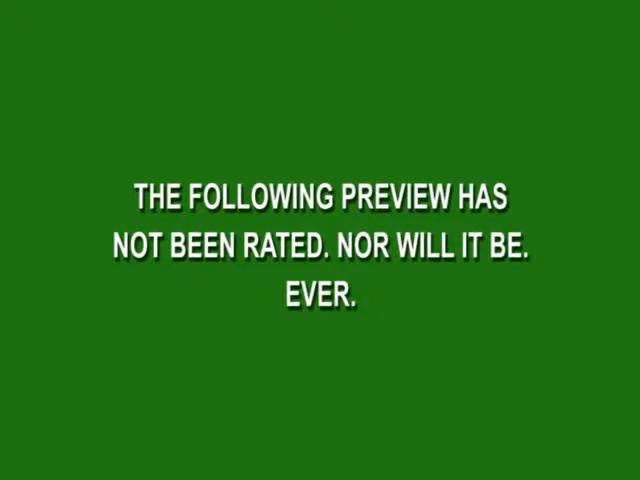 THE FOLLOWING PREVIEW HAS
NOT BEEN RATED. NOR WILL IT BE.
EVER.